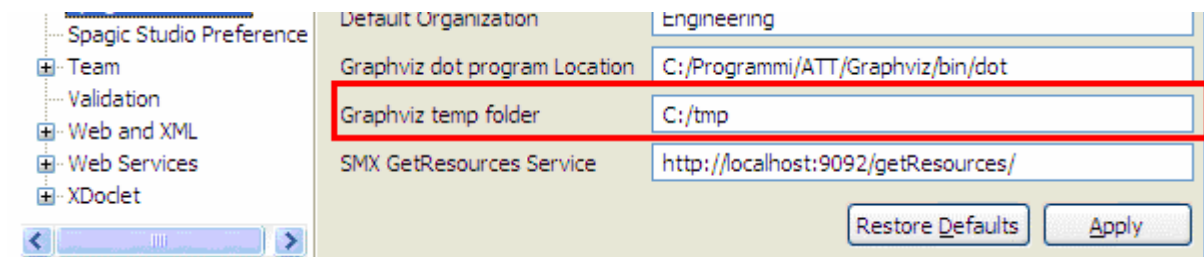 Default Organization Engineering
Spagic Studio Preference
Team
Graphviz dot program Location C:/Programmi/ATT/Graphviz/bin/dot
Validation
Graphviz temp folder C:/tmp
Web and XML
Web Services
SMX GetResources Service http://localhost:9092/getResources/
XDoclet
Restore Defaults Apply